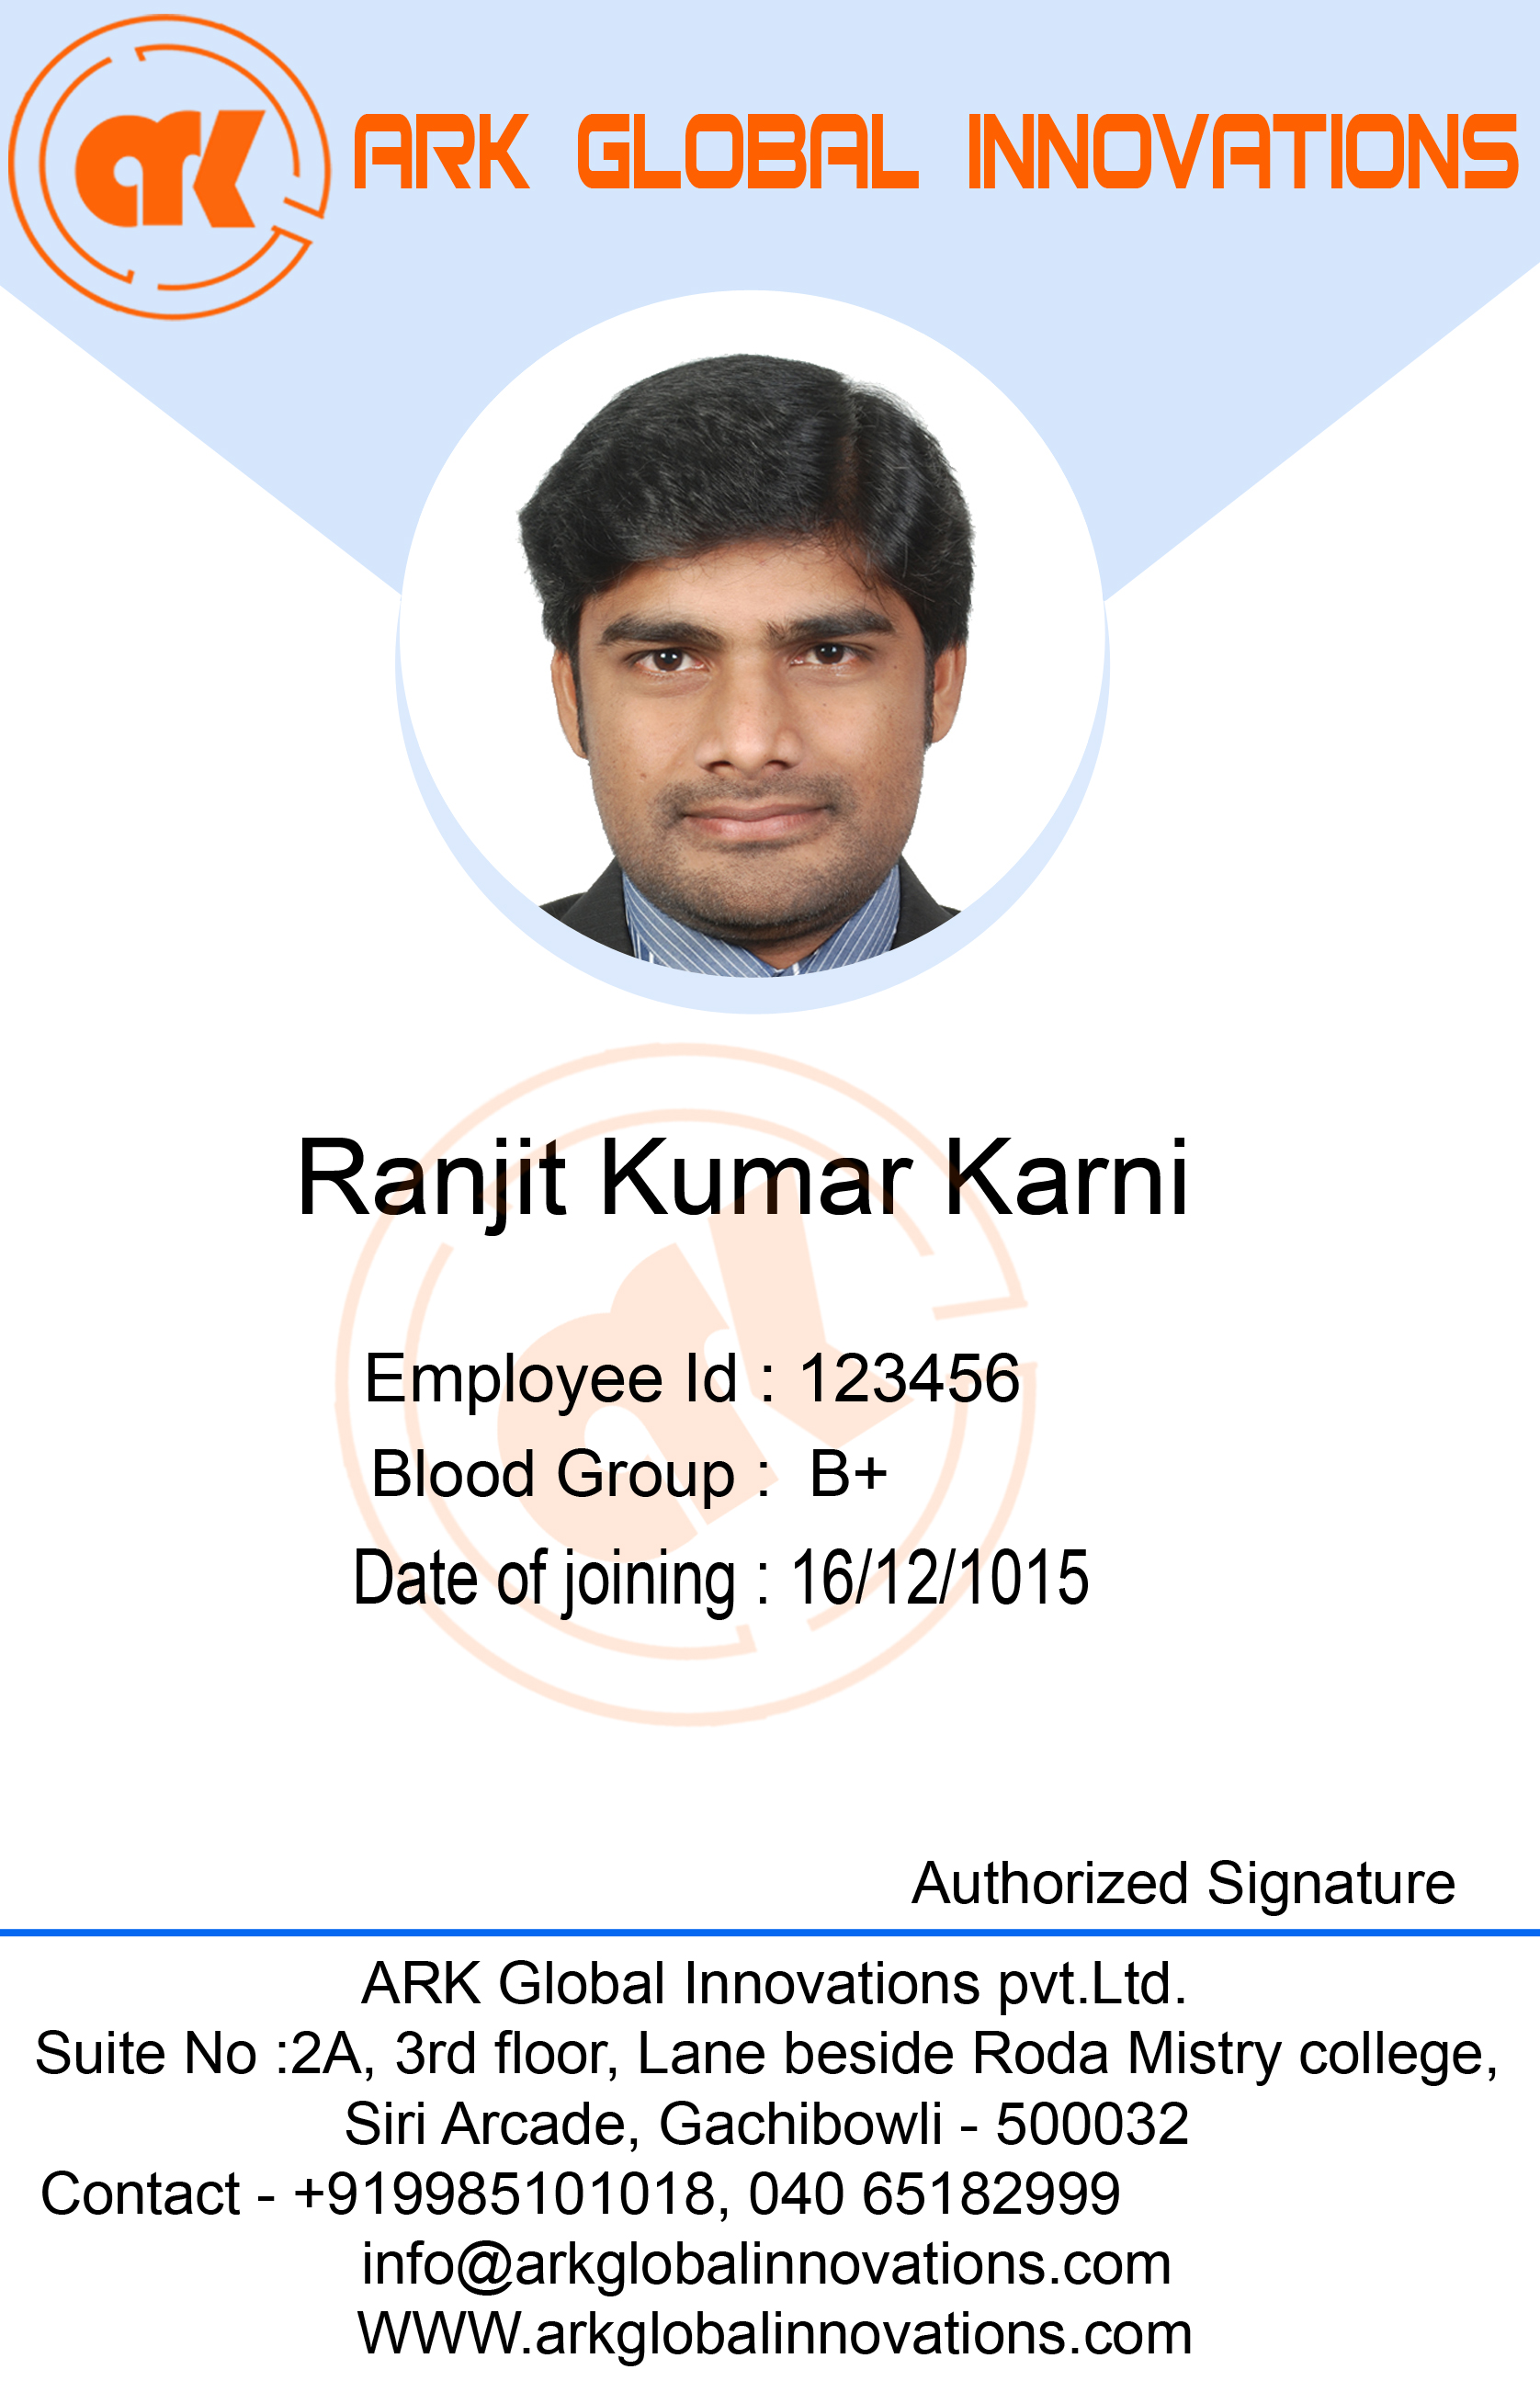 ark
ARK GLOBAL INNOVATIONS
Ranjit Kumar Karni
ark
Employee Id : 123456
Blood Group : B+
Date of joining : 16/12/1015
Authorized Signature
ARK Global Innovations pvt.Ltd.
Suite No :2A, 3rd floor, Lane beside Roda Mistry college,
Siri Arcade, Gachibowli - 500032
Contact - +919985101018, 040 65182999
info@arkglobalinnovations.com
WWW.arkglobalinnovations.com